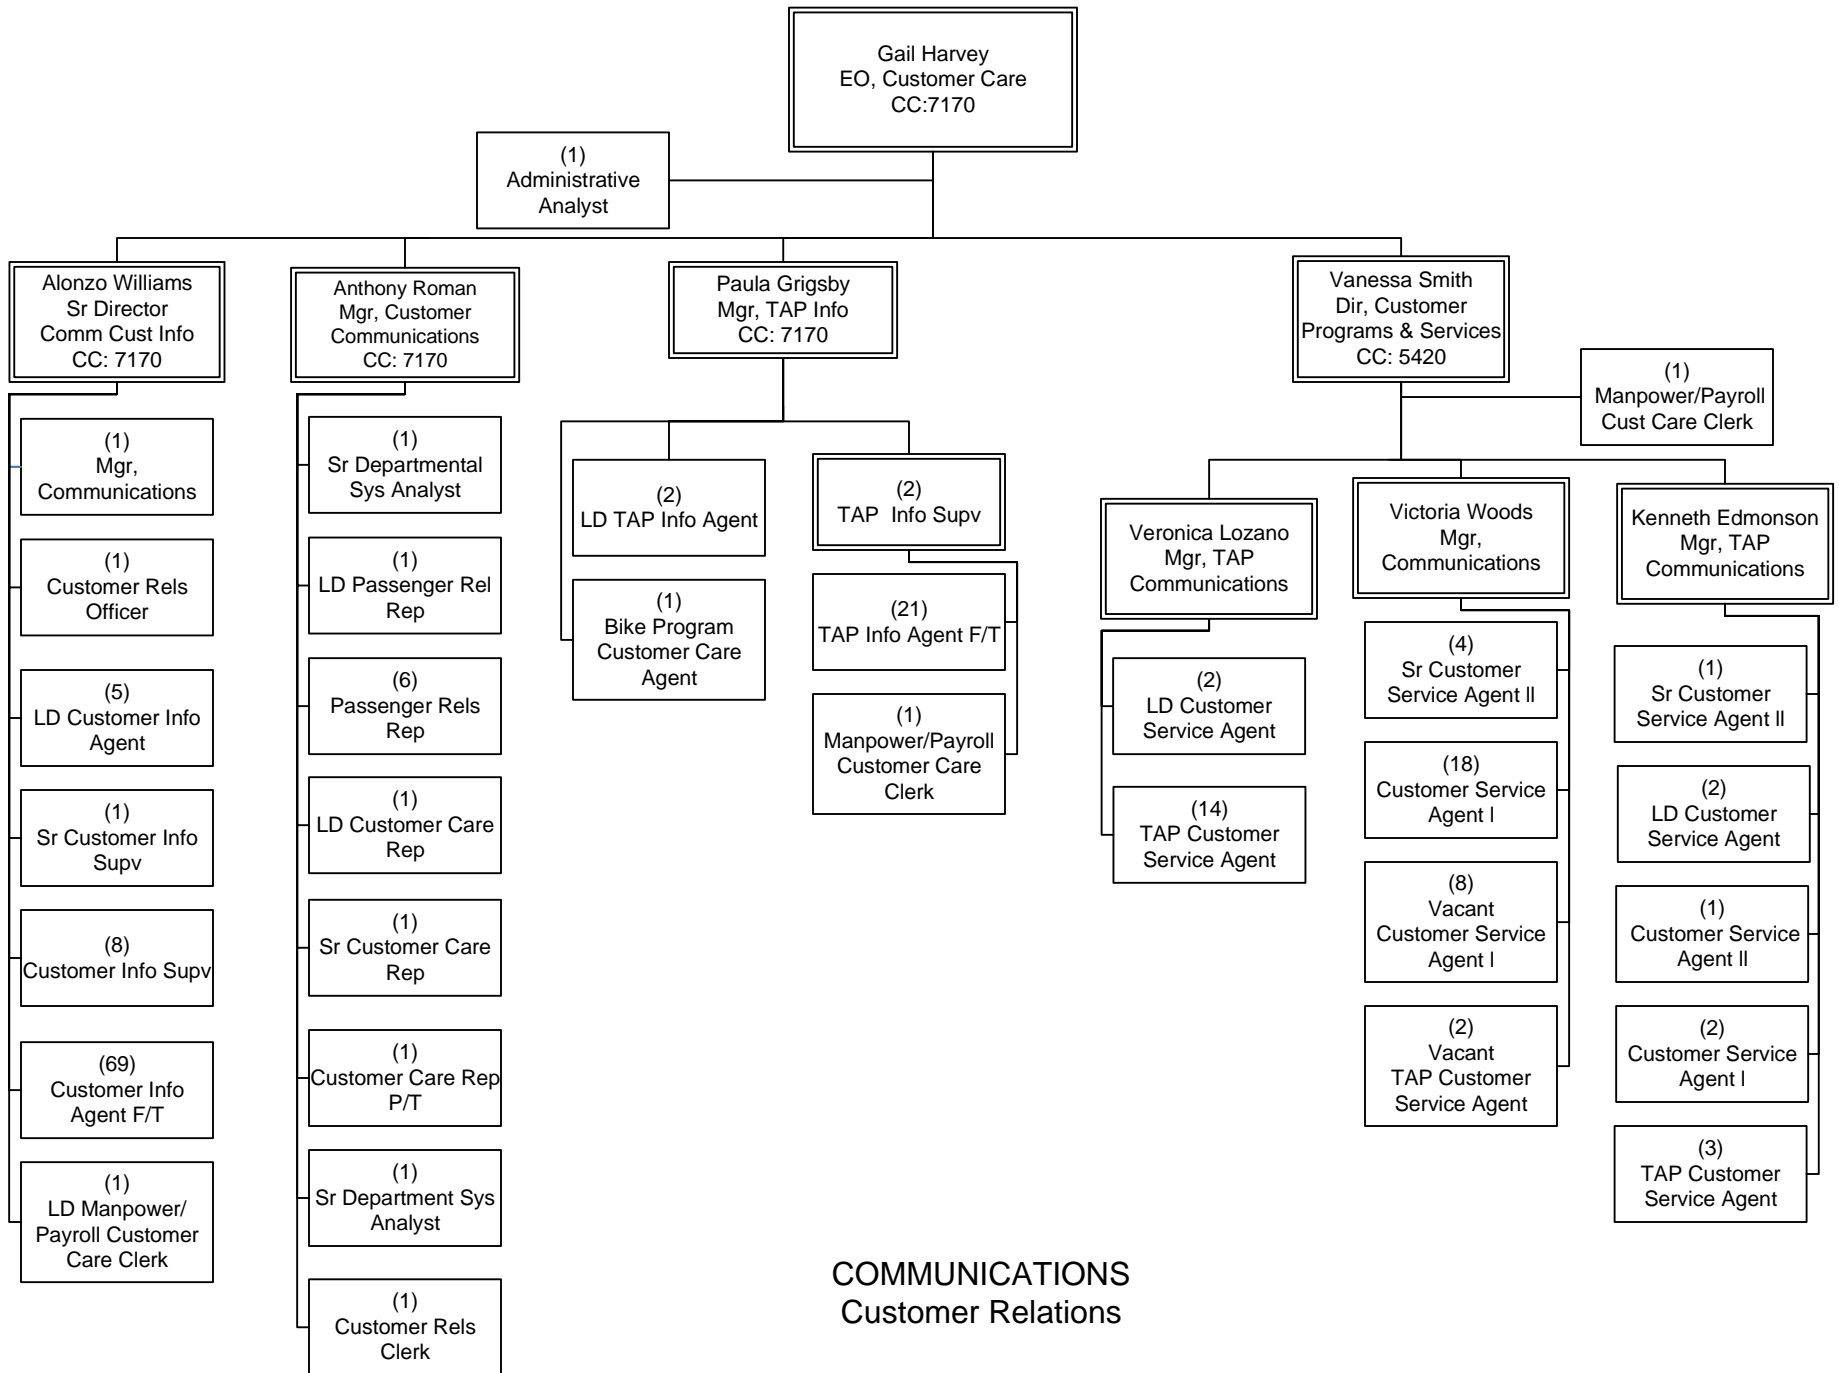 Gail Harvey
EO, Customer Care
CC:7170
(1)
Administrative
Analyst
Alonzo Williams
Sr Director
Comm Cust Info
CC: 7170
(1)
Mgr,
Communications
(1)
Customer Rels
Officer
(5)
LD Customer Info
Agent
(1)
Sr Customer Info
Supv
(8)
Customer Info Supv
(69)
Customer Info
Agent F/T
(1)
LD Manpower/
Payroll Customer
Care Clerk
Anthony Roman
Mgr, Customer
Communications
CC: 7170
(1)
Sr Departmental
Sys Analyst
(1)
LD Passenger Rel
Rep
(6)
Passenger Rels
Rep
(1)
LD Customer Care
Rep
(1)
Sr Customer Care
Rep
(1)
Customer Care Rep
P/T
(1)
Sr Department Sys
Analyst
(1)
Customer Rels
Clerk
Paula Grigsby
Mgr, TAP Info
CC: 7170
(2)
LD TAP Info Agent
(1)
Bike Program
Customer Care
Agent
(2)
TAP Info Supv
(21)
TAP Info Agent F/T
(1)
Manpower/Payroll
Customer Care
Clerk
Vanessa Smith
Dir, Customer
Programs & Services
CC: 5420
(1)
Manpower/Payroll
Cust Care Clerk
Veronica Lozano
Mgr, TAP
Communications
(2)
LD Customer
Service Agent
(14)
TAP Customer
Service Agent
Victoria Woods
Mgr,
Communications
(4)
Sr Customer
Service Agent II
(18)
Customer Service
Agent I
(8)
Vacant
Customer Service
Agent I
(2)
Vacant
TAP Customer
Service Agent
Kenneth Edmonson
Mgr, TAP
Communications
(1)
Sr Customer
Service Agent II
(2)
LD Customer
Service Agent
(1)
Customer Service
Agent II
(2)
Customer Service
Agent I
(3)
TAP Customer
Service Agent
COMMUNICATIONS
Customer Relations